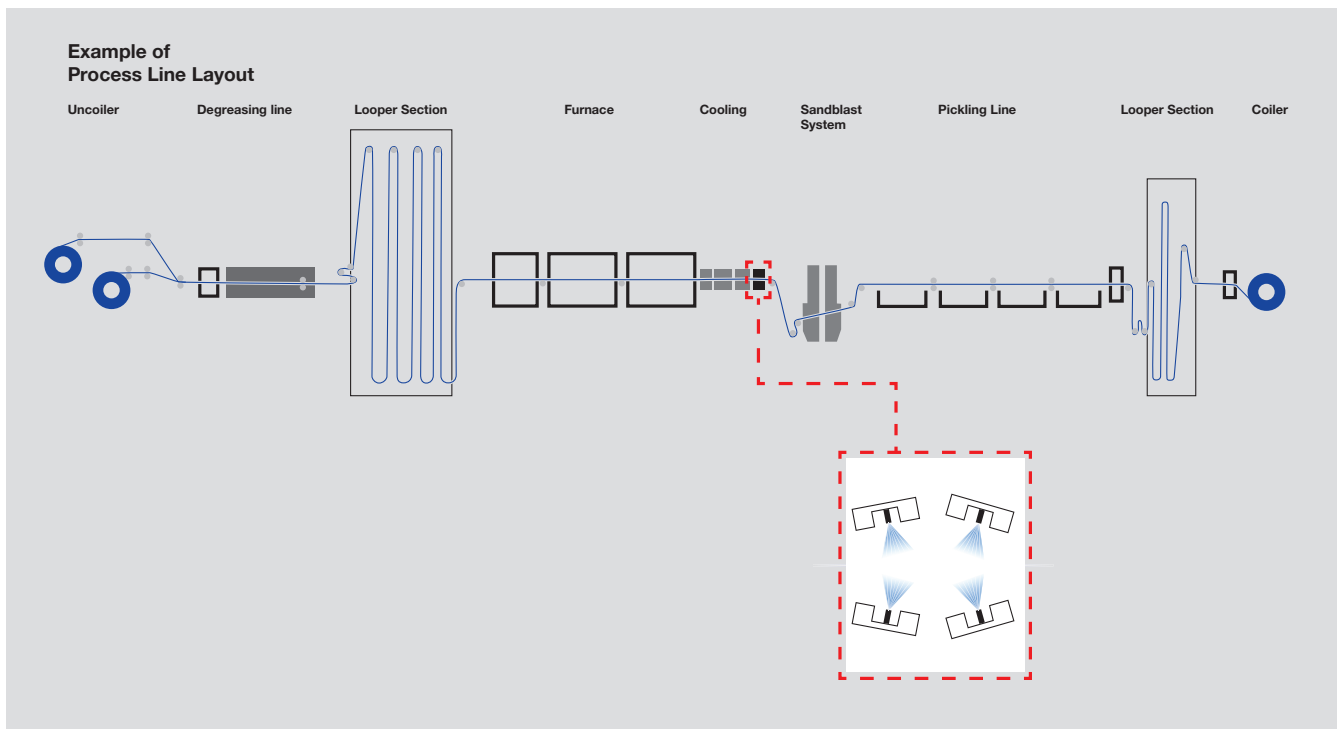 Example of
Process Line Layout
Uncoiler
Degreasing line
Looper Section
Furnace
Cooling
Sandblast
System
Pickling Line
Looper Section
Coiler